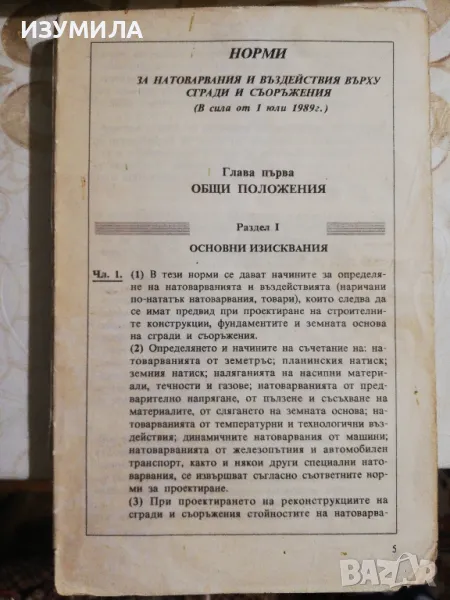 ИЗУМИЛА
НОРМИ
ЗА НАТОВАРВАНИЯ И ВЪЗДЕЙСТВИЯ ВЪРХУ
СГРАДИ И СЪОРЪЖЕНИЯ
(В сила от 1 юли 1989г.)
Глава първа
ОБЩИ ПОЛОЖЕНИЯ
Раздел I
ОСНОВНИ ИЗИСКВАНИЯ
Чл. 1. (1) В тези норми се дават начините за определя-
не на натоварванията и въздействията (наричани
по-нататък натоварвания, товари), които следва да
се имат предвид при проектиране на строителни-
те конструкции, фундаментите и земната основа
на сгради и съоръжения.
(2) Определянето и начините на съчетание на: на-
товарванията от земетръс; планинския натиск;
земния натиск; наляганията на насипни матери-
али, течности и газове; натоварванията от пред-
варително напрягане, от пълзене и съсъхване на
материалите, от слягането на земната основа; на-
товарванията от температурни и технологични въз-
действия; динамичните натоварвания от машини;
натоварванията от железопътния и автомобилен
транспорт, както и някои други специални нато-
варвания, се извършват съгласно съответните нор-
ми за проектиране.
(3) При проектирането на реконструкциите на
сгради и съоръжения стойностите на натоварва-
5
bazar